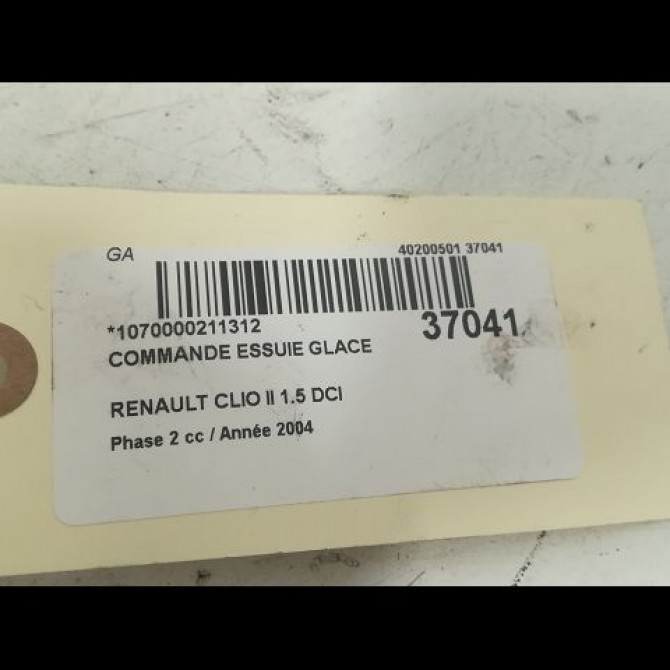 GA 40200501 37041
*1070000211312 37041
COMMANDE ESSUIE GLACE
RENAULT CLIO II 1.5 DCI
Phase 2 cc / Année 2004